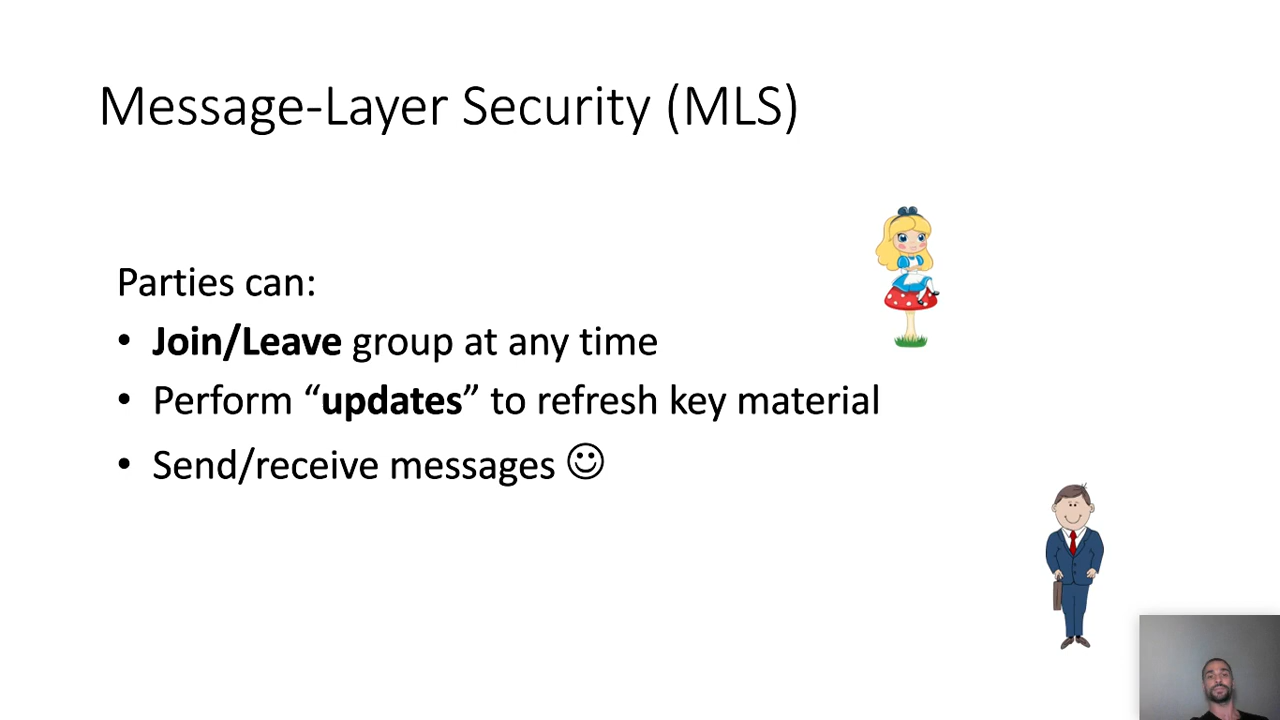 Message-Layer Security (MLS)
Parties can:
• Join/Leave group at any time
• Perform “updates” to refresh key material
• Send/receive messages ☺